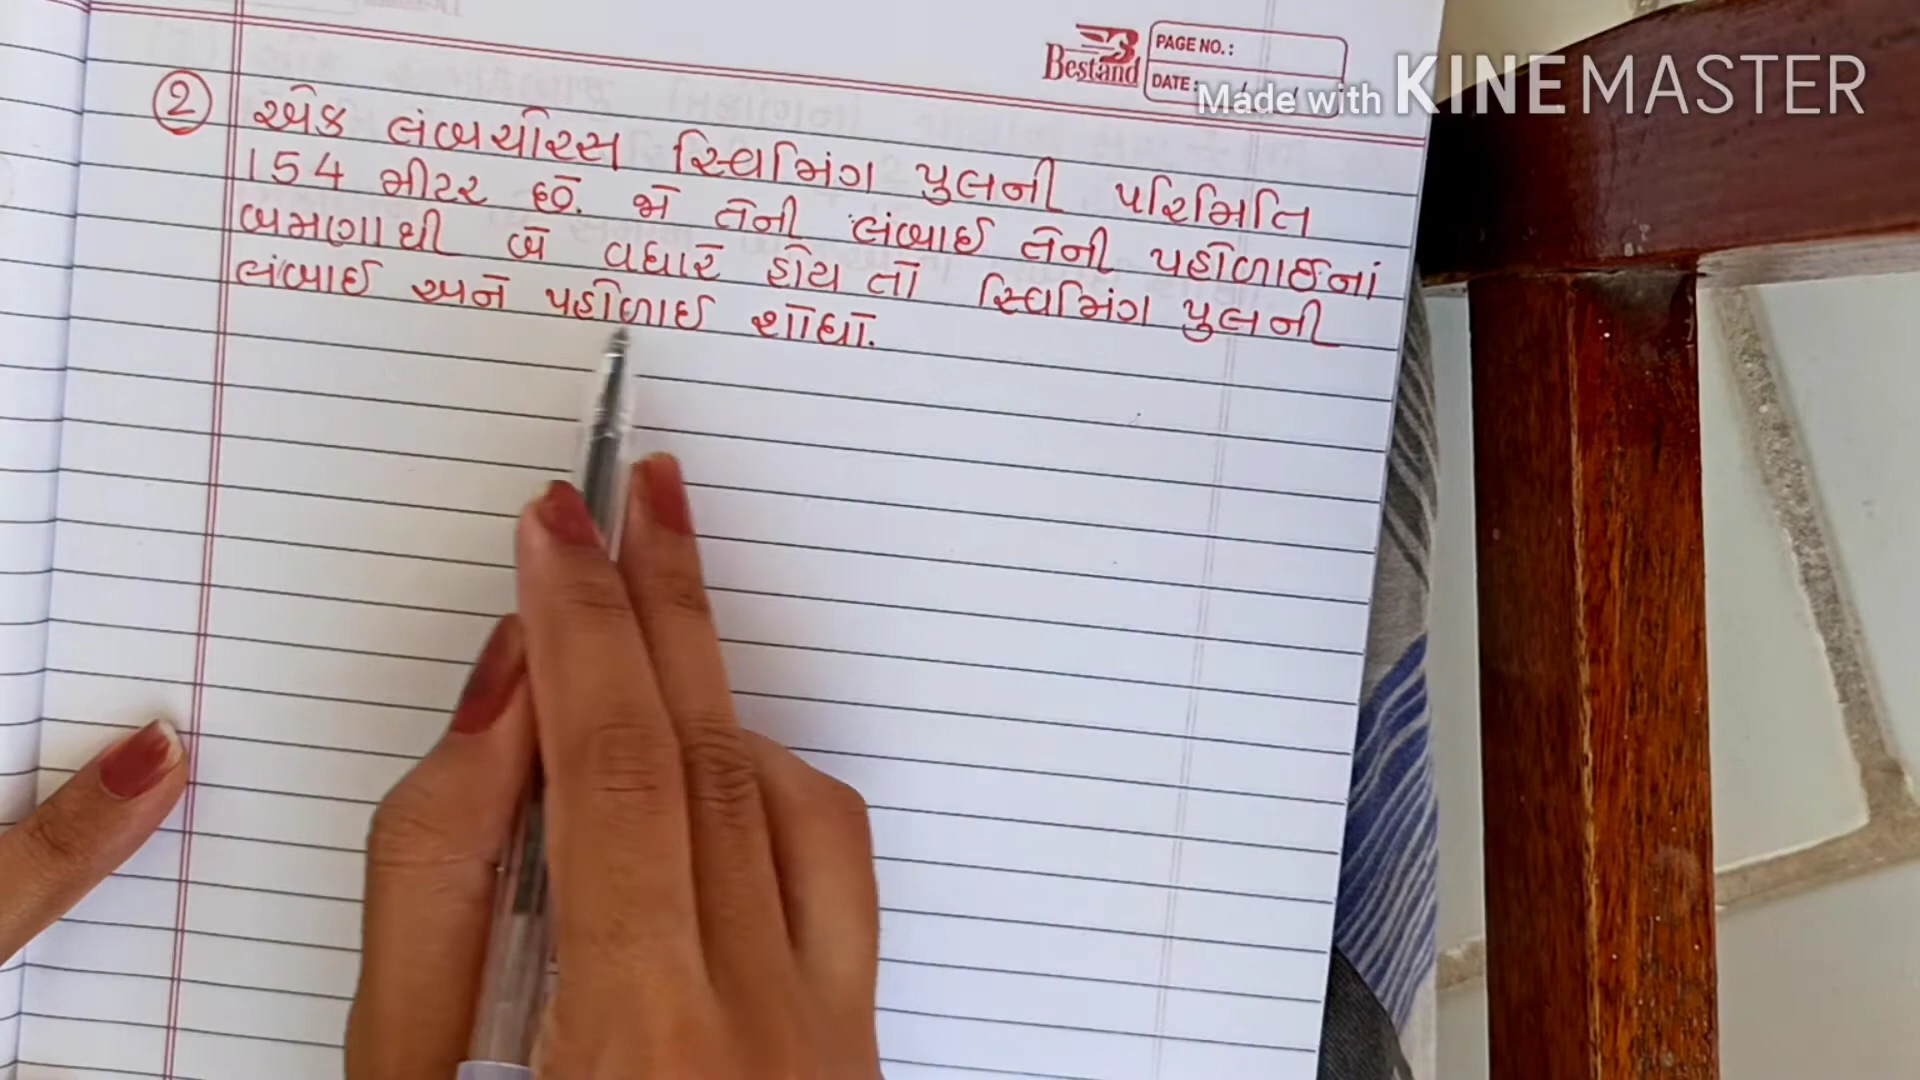 Bestand
PAGE NO.:
DATE: / /
Made with KINEMASTER
2 એક લંબચોરસ સ્વિમિંગ પુલની પરિમિતિ
154 મીટર છે. જો તેની લંબાઈ તેની પહોળાઈનાં
બમણાથી બે વધારે હોય તો સ્વિમિંગ પુલની
લંબાઈ અને પહોળાઈ શોધો.